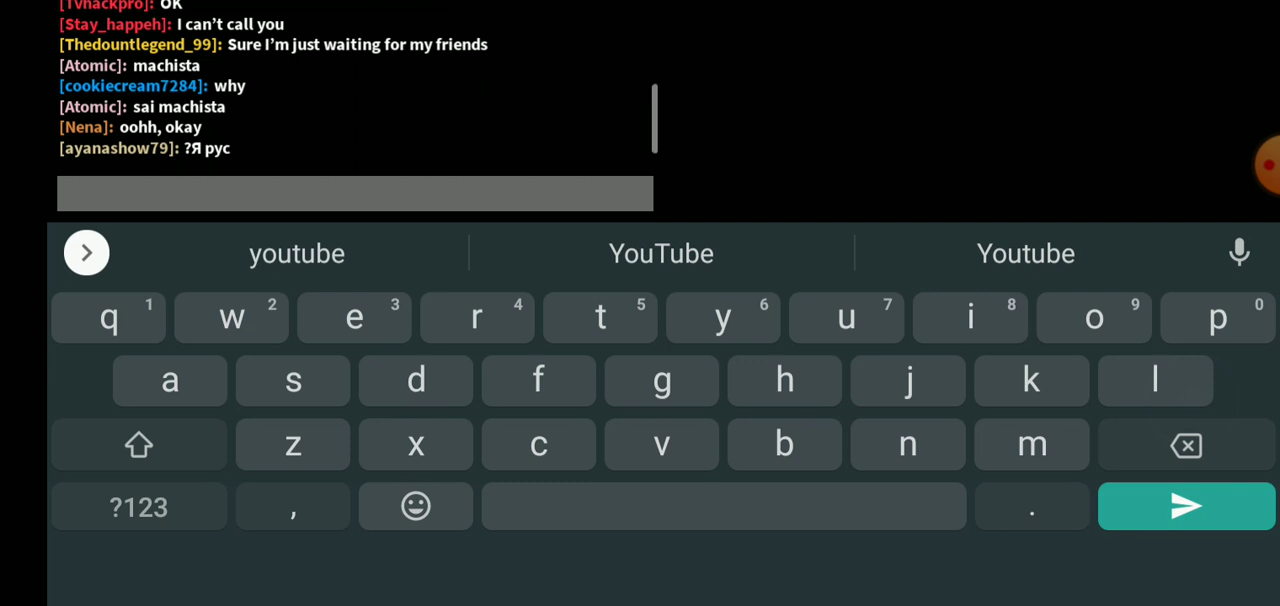 [Tvhackpro]: OK
[Stay_happeh]: I can't call you
[Thedountlegend_99]: Sure I'm just waiting for my friends
[Atomic]: machista
[cookiecream7284]: why
[Atomic]: sai machista
[Nena]: oohh, okay
[ayanashow79]: ?Я рус
youtube YouTube Youtube
q 1 w 2 e 3 r 4 t 5 y 6 u 7 i 8 o 9 p 0
a s d f g h j k l
z x c v b n m
?123 , .